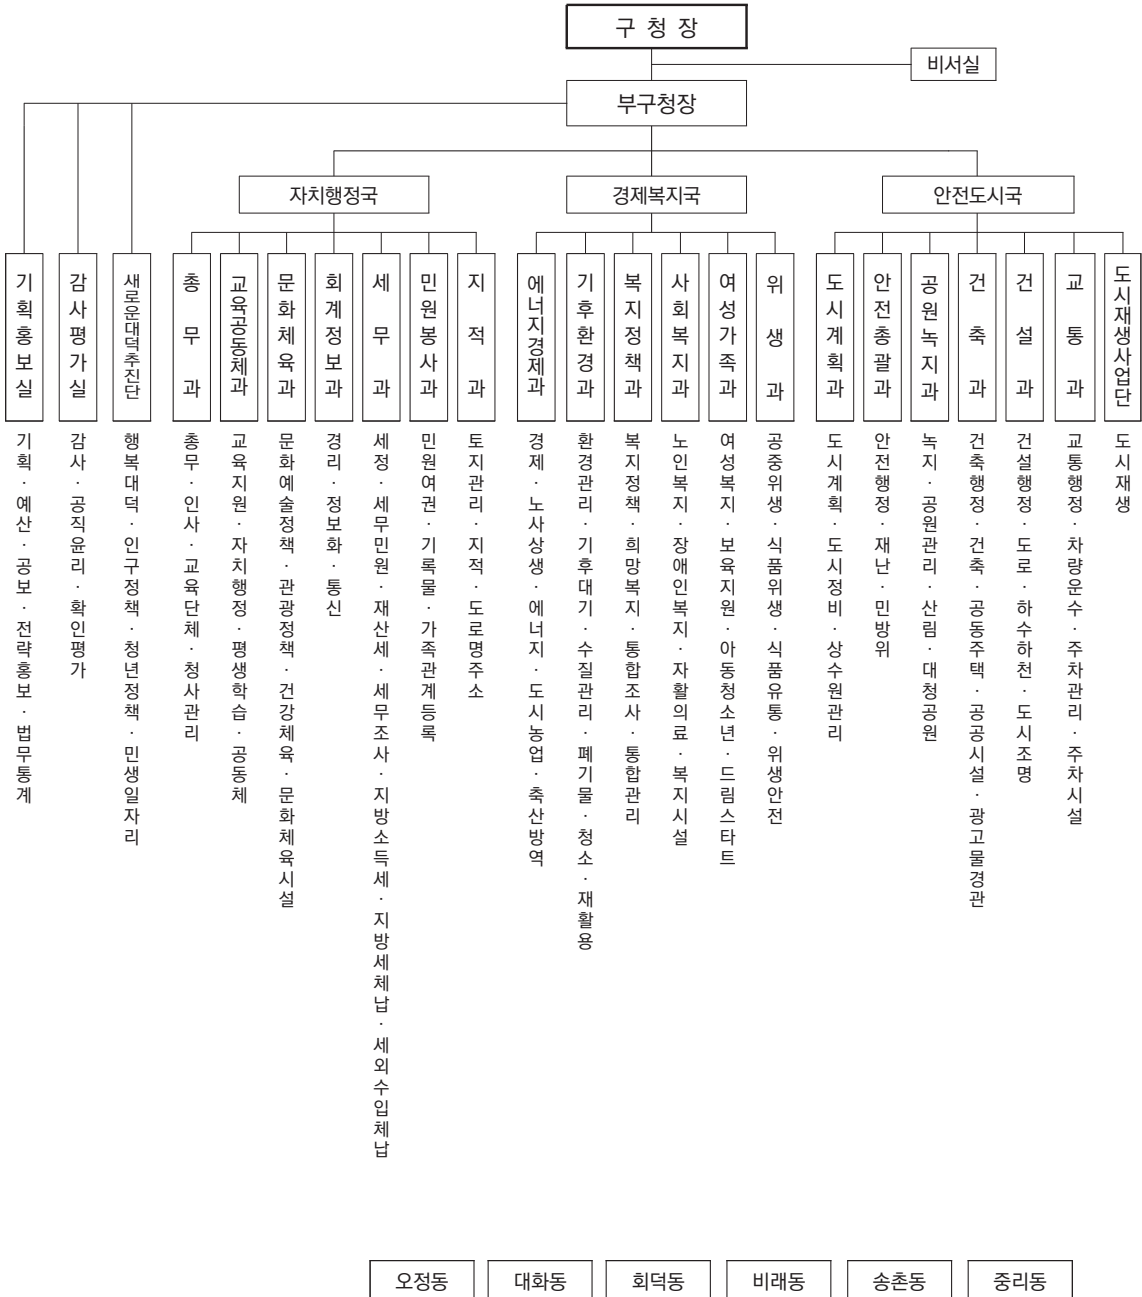 구 청 장
비서실
부구청장
자치행정국
경제복지국
안전도시국
기획홍보실
감사평가실
새로운대덕추진단
총무과
교육공동체과
문화체육과
회계정보과
세무과
민원봉사과
지적과
에너지경제과
기후환경과
복지정책과
사회복지과
여성가족과
위생과
도시계획과
안전총괄과
공원녹지과
건축과
건설과
교통과
도시재생사업단
기획·예산·공보·전략홍보·법무통계
감사·공직윤리·확인평가
행복대덕·인구정책·청년정책·민생일자리
총무·인사·교육단체·청사관리
교육지원·자치행정·평생학습·공동체
문화예술정책·관광정책·건강체육·문화체육시설
경리·정보화·통신
세정·세무민원·재산세·세무조사·지방소득세·지방세체납·세외수입체납
민원여권·기록물·가족관계등록
토지관리·지적·도로명주소
경제·노사상생·에너지·도시농업·축산방역
환경관리·기후대기·수질관리·폐기물·청소·재활용
복지정책·희망복지·통합조사·통합관리
노인복지·장애인복지·자활의료·복지시설
여성복지·보육지원·아동청소년·드림스타트
공중위생·식품위생·식품유통·위생안전
도시계획·도시정비·상수원관리
안전행정·재난·민방위
녹지·공원관리·산림·대청공원
건축행정·건축·공동주택·공공시설·광고물경관
건설행정·도로·하수하천·도시조명
교통행정·차량운수·주차관리·주차시설
도시재생
오정동
대화동
회덕동
비래동
송촌동
중리동